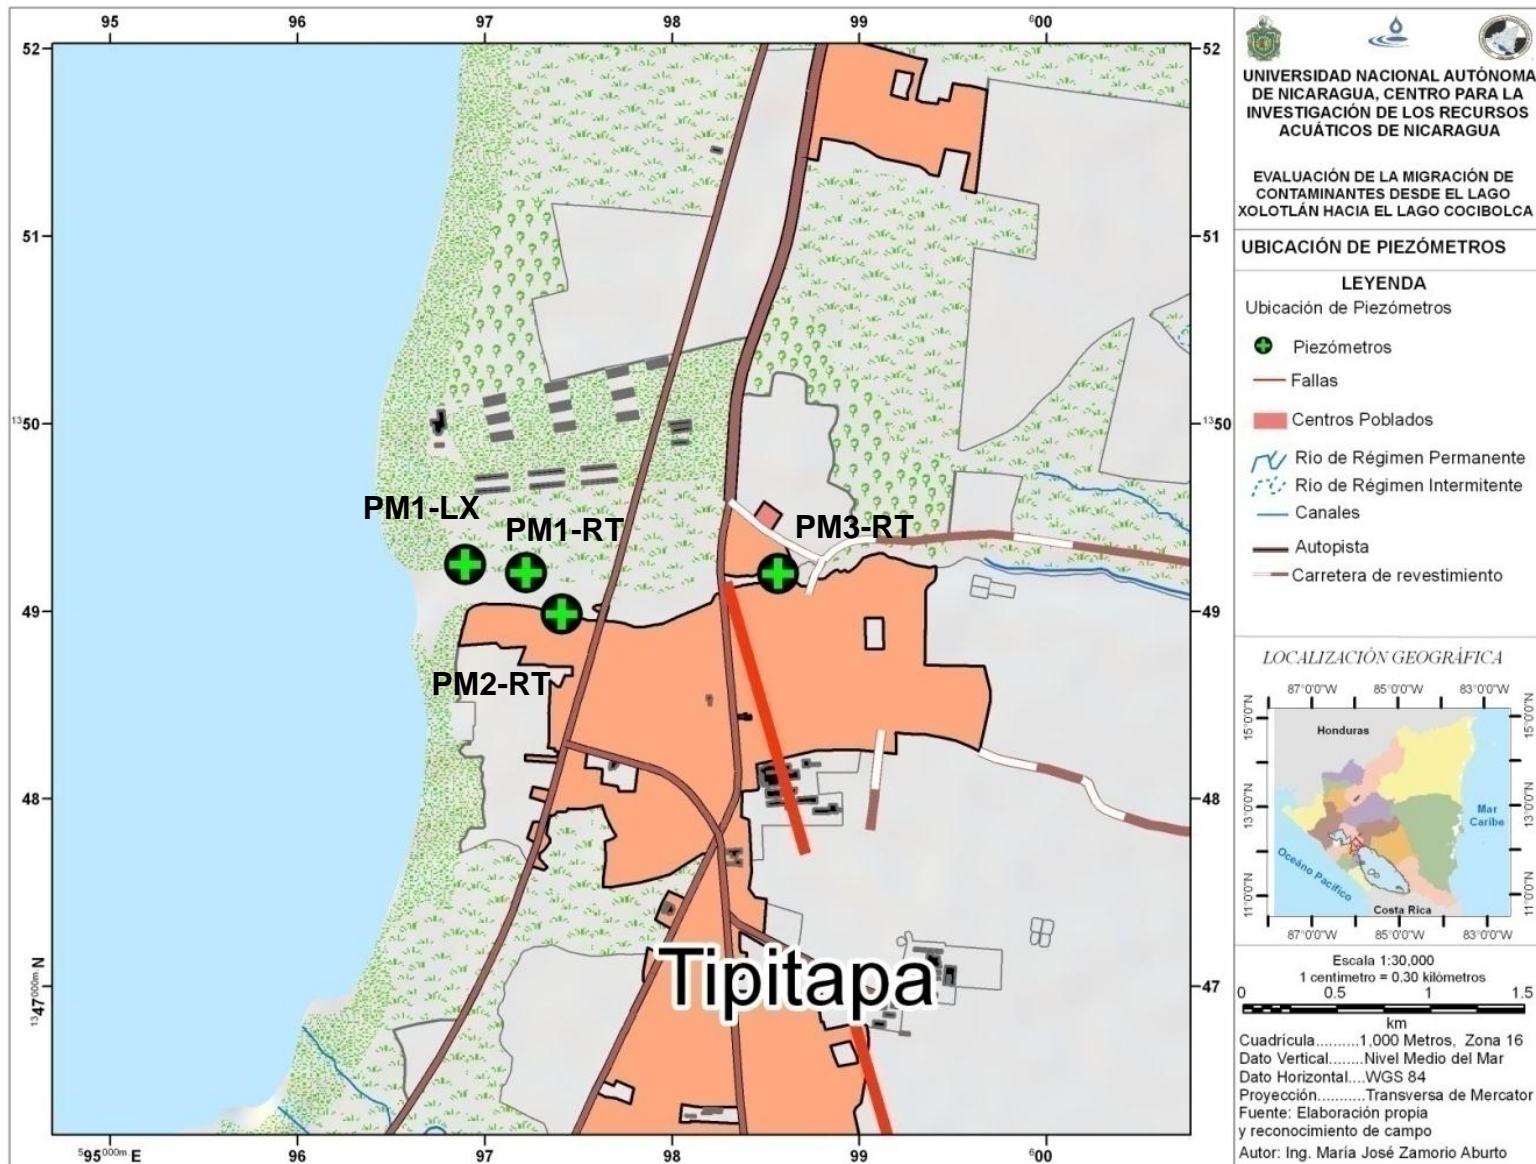 95 96 97 98 99 ⁶00
52 52
51 51
¹³50 ¹³50
49 49
48 48
¹³47⁰⁰⁰ᵐ·N 47
⁵95⁰⁰⁰ᵐ·E 96 97 98 99 ⁶00
PM1-LX
PM1-RT
PM3-RT
PM2-RT
Tipitapa
UNIVERSIDAD NACIONAL AUTÓNOMA
DE NICARAGUA, CENTRO PARA LA
INVESTIGACIÓN DE LOS RECURSOS
ACUÁTICOS DE NICARAGUA
EVALUACIÓN DE LA MIGRACIÓN DE
CONTAMINANTES DESDE EL LAGO
XOLOTLÁN HACIA EL LAGO COCIBOLCA
UBICACIÓN DE PIEZÓMETROS
LEYENDA
Ubicación de Piezómetros
Piezómetros
Fallas
Centros Poblados
Río de Régimen Permanente
Río de Régimen Intermitente
Canales
Autopista
Carretera de revestimiento
LOCALIZACIÓN GEOGRÁFICA
87°0'0"W 85°0'0"W 83°0'0"W
15°0'0"N 15°0'0"N
Honduras
13°0'0"N 13°0'0"N
Mar
Caribe
Océano Pacífico
11°0'0"N 11°0'0"N
Costa Rica
87°0'0"W 85°0'0"W 83°0'0"W
Escala 1:30,000
1 centimetro = 0.30 kilómetros
0 0.5 1 1.5
km
Cuadrícula..........1,000 Metros, Zona 16
Dato Vertical........Nivel Medio del Mar
Dato Horizontal....WGS 84
Proyección...........Transversa de Mercator
Fuente: Elaboración propia
y reconocimiento de campo
Autor: Ing. María José Zamorio Aburto